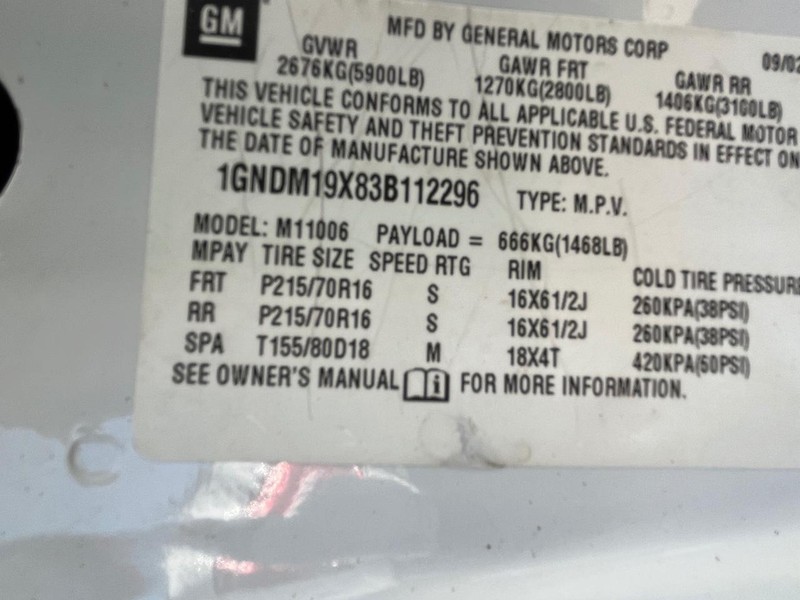 GM
MFD BY GENERAL MOTORS CORP 09/02
GVWR GAWR FRT GAWR RR
2676KG(5900LB) 1270KG(2800LB) 1406KG(3100LB)
THIS VEHICLE CONFORMS TO ALL APPLICABLE U.S. FEDERAL MOTOR
VEHICLE SAFETY AND THEFT PREVENTION STANDARDS IN EFFECT ON
THE DATE OF MANUFACTURE SHOWN ABOVE.
1GNDM19X83B112296 TYPE: M.P.V.
MODEL: M11006 PAYLOAD = 666KG(1468LB)
MPAY TIRE SIZE SPEED RTG RIM COLD TIRE PRESSURE
FRT P215/70R16 S 16X61/2J 260KPA(38PSI)
RR P215/70R16 S 16X61/2J 260KPA(38PSI)
SPA T155/80D18 M 18X4T 420KPA(60PSI)
SEE OWNER'S MANUAL i FOR MORE INFORMATION.